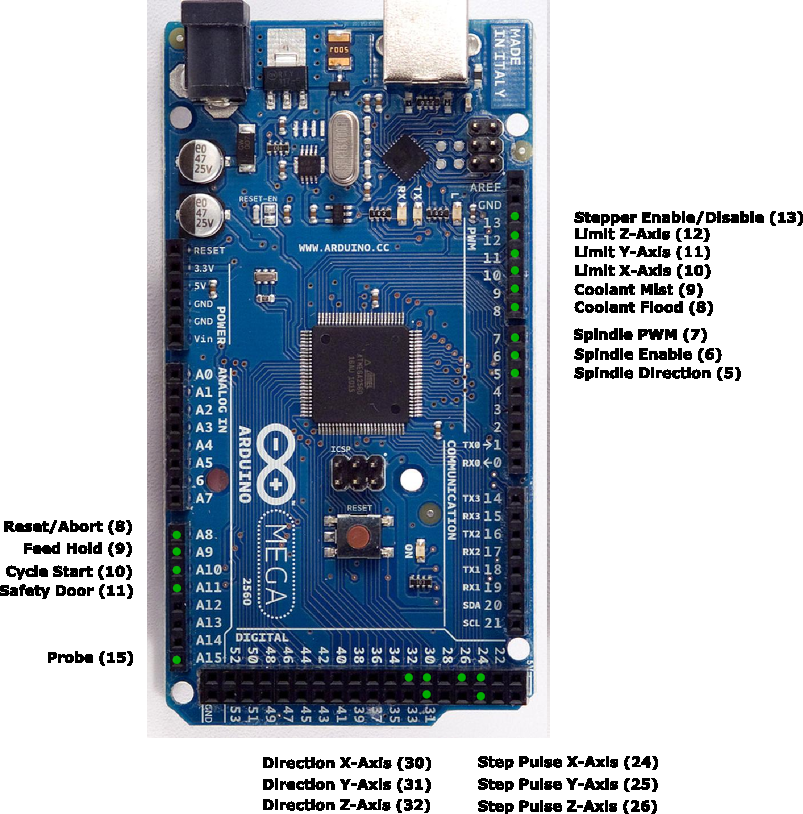 MADE
IN ITALY
J005
47
25V
47
25V
RESET-EN
RX
TX
L
AREF
GND
13
12
11
10
9
8
7
6
5
4
3
2
TX0→1
RX0←0
PWM
WWW.ARDUINO.CC
RESET
3.3V
5V
GND
GND
Vin
POWER
ANALOG IN
A0
A1
A2
A3
A4
A5
6
A7
A8
A9
A10
A11
A12
A13
A14
A15
ARDUINO
MEGA
2560
ICSP
RESET
ON
COMMUNICATION
TX3 14
RX3 15
TX2 16
RX2 17
TX1 18
RX1 19
SDA 20
SCL 21
DIGITAL
52 50 48 46 44 42 40 38 36 34 32 30 28 26 24 22
GND 53 51 49 47 45 43 41 39 37 35 33 31
Stepper Enable/Disable (13)
Limit Z-Axis (12)
Limit Y-Axis (11)
Limit X-Axis (10)
Coolant Mist (9)
Coolant Flood (8)
Spindle PWM (7)
Spindle Enable (6)
Spindle Direction (5)
Reset/Abort (8)
Feed Hold (9)
Cycle Start (10)
Safety Door (11)
Probe (15)
Direction X-Axis (30)
Direction Y-Axis (31)
Direction Z-Axis (32)
Step Pulse X-Axis (24)
Step Pulse Y-Axis (25)
Step Pulse Z-Axis (26)